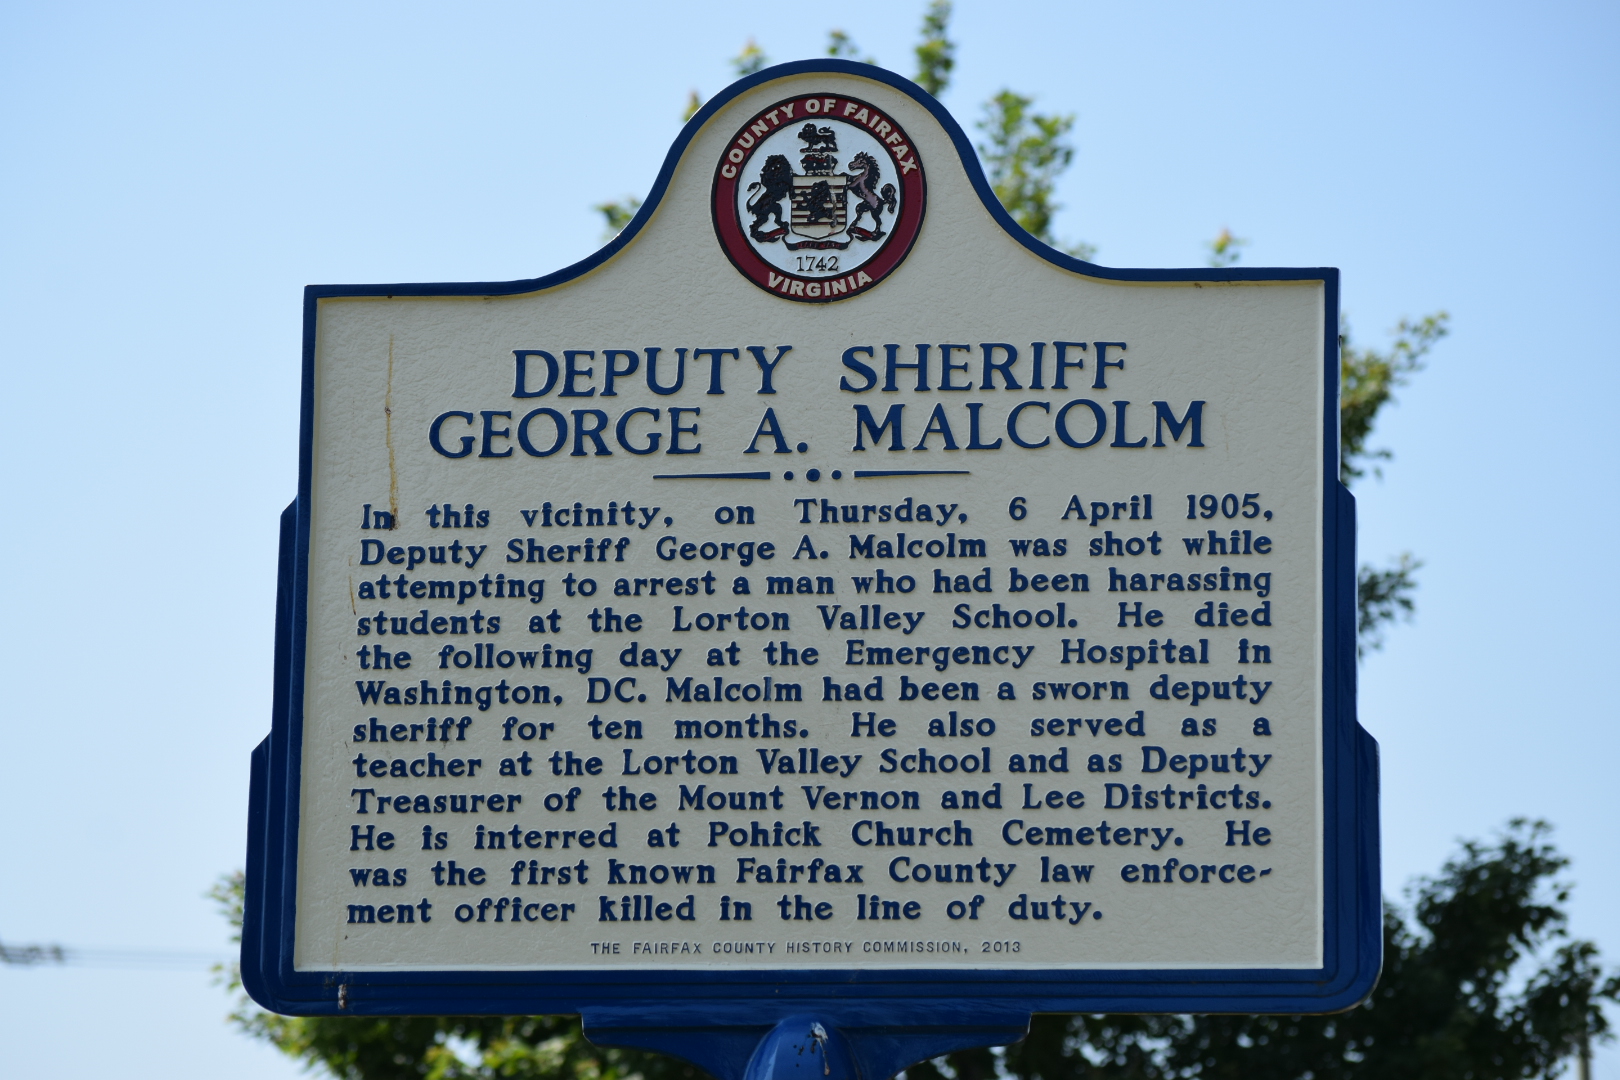 COUNTY OF FAIRFAX
1742
VIRGINIA
DEPUTY SHERIFF
GEORGE A. MALCOLM
In this vicinity, on Thursday, 6 April 1905,
Deputy Sheriff George A. Malcolm was shot while
attempting to arrest a man who had been harassing
students at the Lorton Valley School. He died
the following day at the Emergency Hospital in
Washington, DC. Malcolm had been a sworn deputy
sheriff for ten months. He also served as a
teacher at the Lorton Valley School and as Deputy
Treasurer of the Mount Vernon and Lee Districts.
He is interred at Pohick Church Cemetery. He
was the first known Fairfax County law enforce-
ment officer killed in the line of duty.
THE FAIRFAX COUNTY HISTORY COMMISSION, 2013